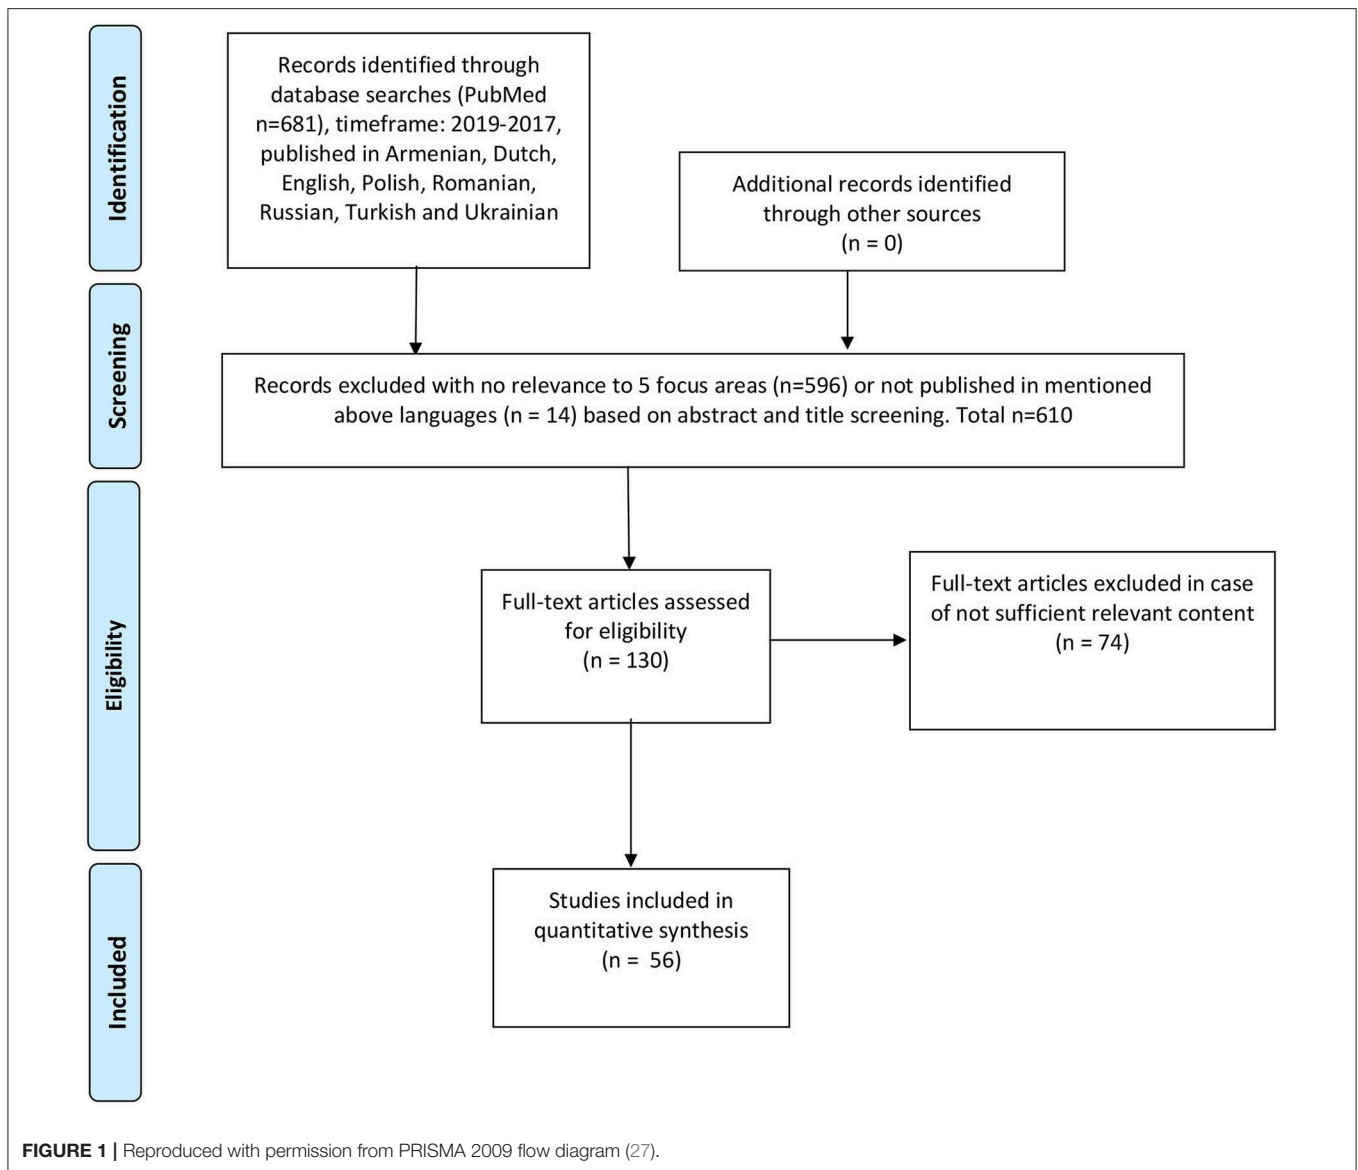 Identification
Records identified through
database searches (PubMed
n=681), timeframe: 2019-2017,
published in Armenian, Dutch,
English, Polish, Romanian,
Russian, Turkish and Ukrainian
Additional records identified
through other sources
(n = 0)
Screening
Records excluded with no relevance to 5 focus areas (n=596) or not published in mentioned
above languages (n = 14) based on abstract and title screening. Total n=610
Eligibility
Full-text articles assessed
for eligibility
(n = 130)
Full-text articles excluded in case
of not sufficient relevant content
(n = 74)
Included
Studies included in
quantitative synthesis
(n = 56)
FIGURE 1 | Reproduced with permission from PRISMA 2009 flow diagram (27).